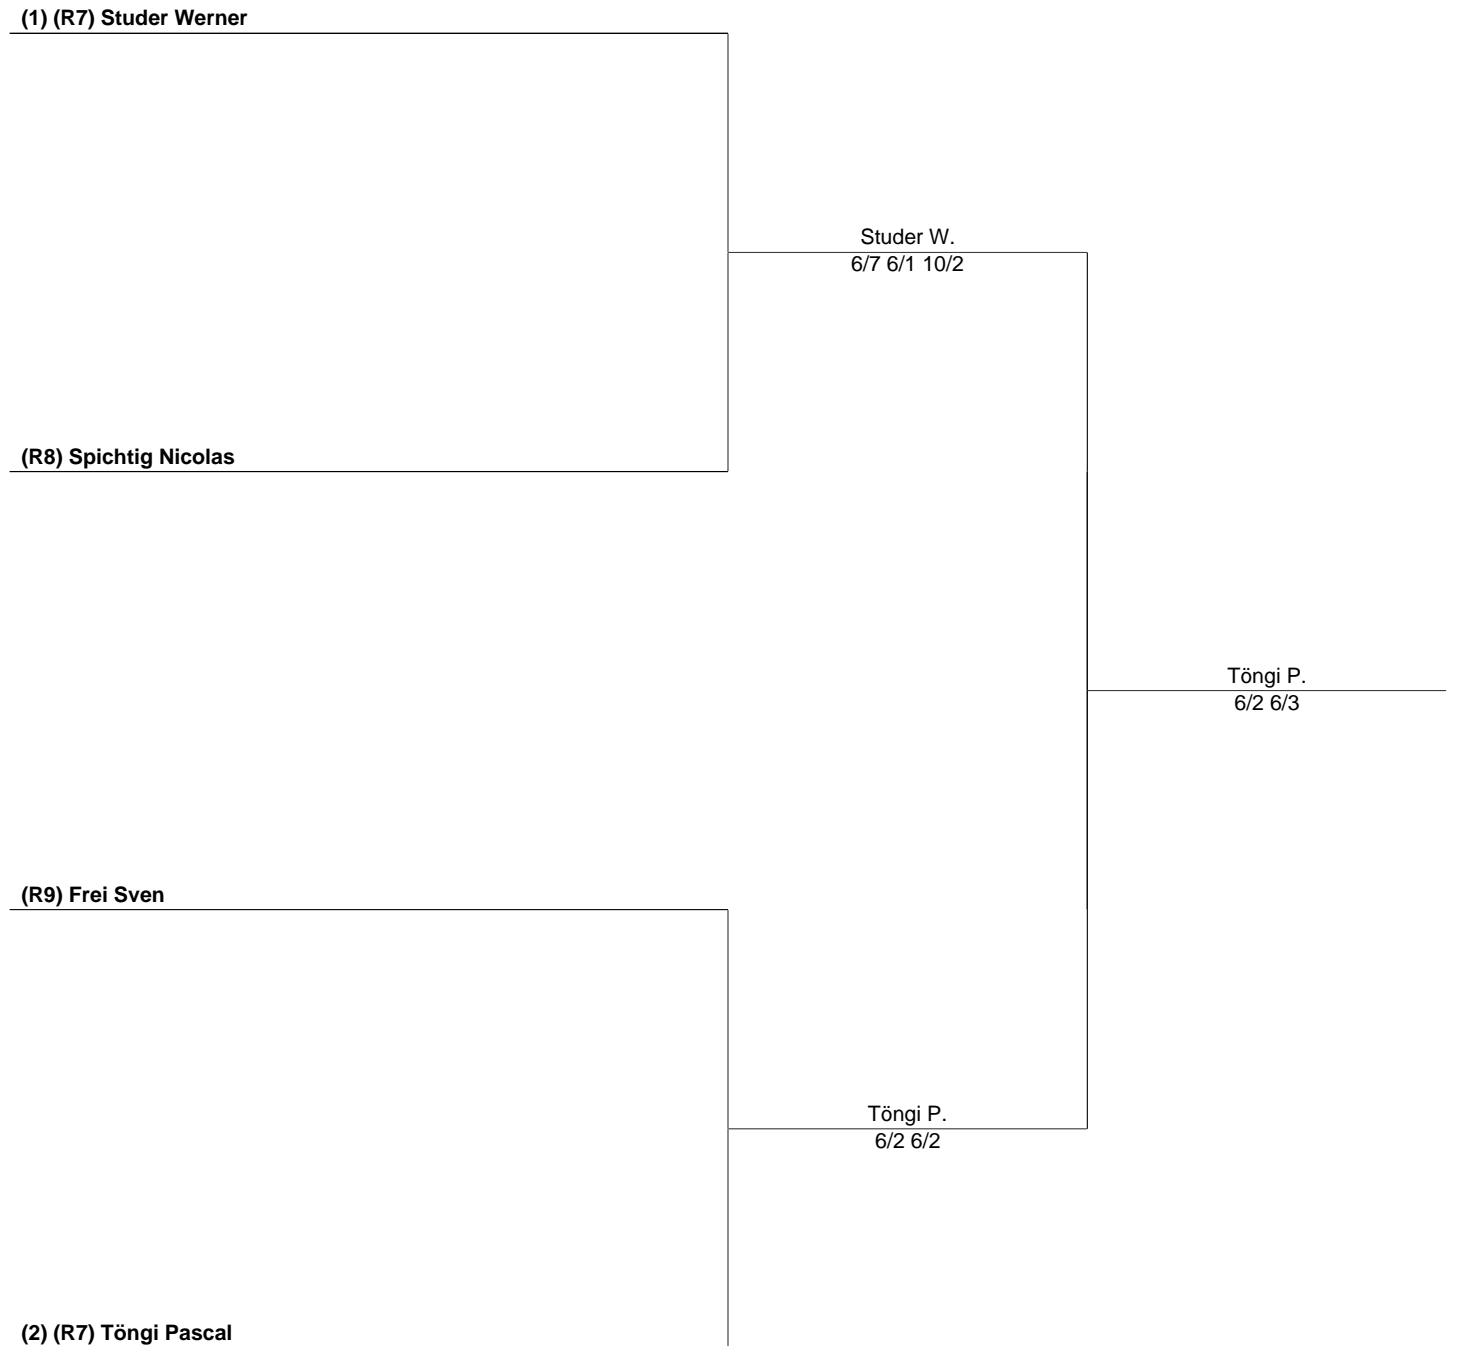 (1) (R7) Studer Werner
Studer W.
6/7 6/1 10/2
(R8) Spichtig Nicolas
Töngi P.
6/2 6/3
(R9) Frei Sven
Töngi P.
6/2 6/2
(2) (R7) Töngi Pascal